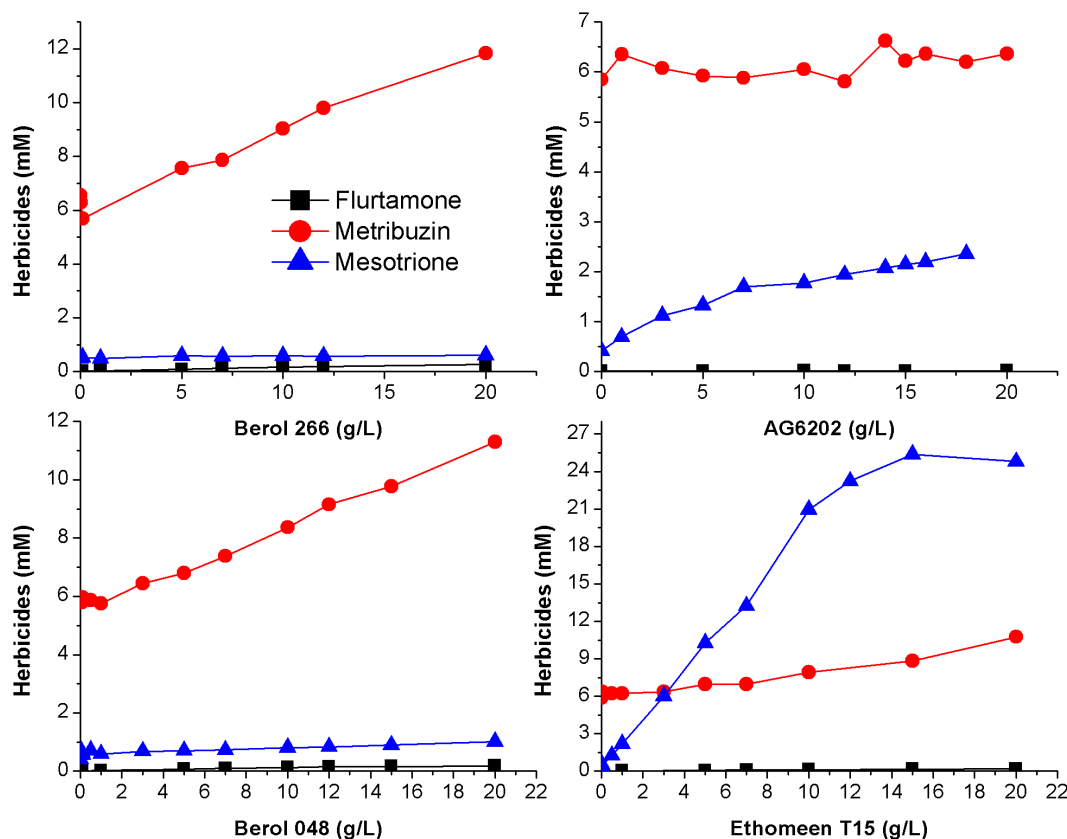 Herbicides (mM)
12
10
8
6
4
2
0
Flurtamone
Metribuzin
Mesotrione
0 5 10 15 20
Berol 266 (g/L)
Herbicides (mM)
7
6
5
4
3
2
1
0
0 5 10 15 20
AG6202 (g/L)
Herbicides (mM)
12
10
8
6
4
2
0
0 2 4 6 8 10 12 14 16 18 20 22
Berol 048 (g/L)
Herbicides (mM)
27
24
21
18
15
12
9
6
3
0
0 2 4 6 8 10 12 14 16 18 20 22
Ethomeen T15 (g/L)